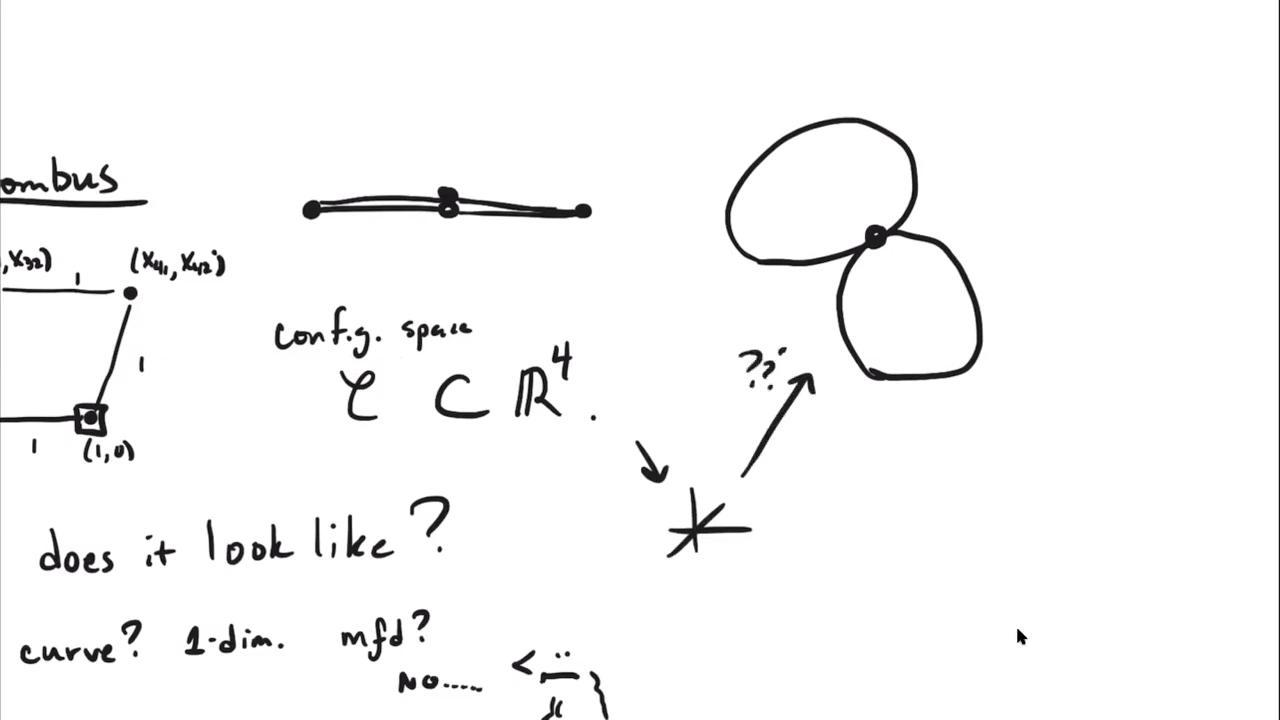 ombus
,x₃₂) 1 (x₄₁, x₄₂)
1
1 (1,0)
config. space
C ⊂ ℝ⁴.
??
does it look like?
curve? 1-dim. mfd?
NO.....